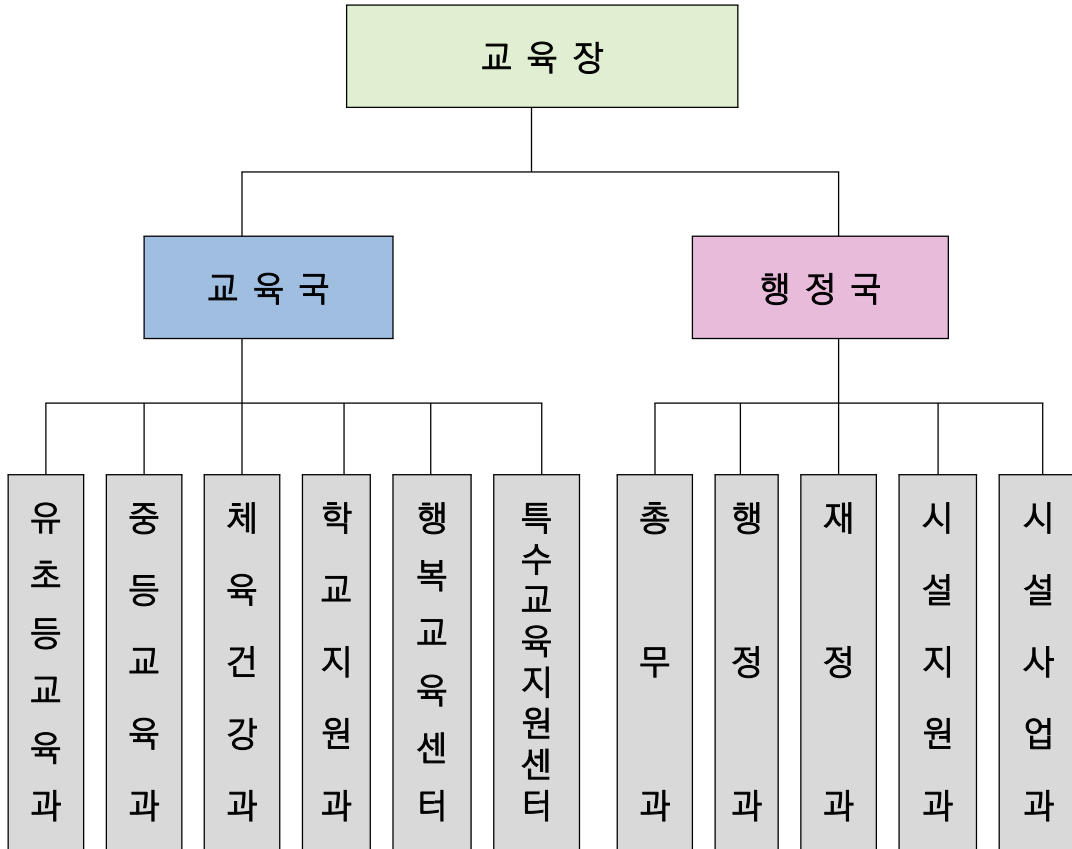 교 육 장
교 육 국
행 정 국
유초등교육과
중등교육과
체육건강과
학교지원과
행복교육센터
특수교육지원센터
총무과
행정과
재정과
시설지원과
시설사업과